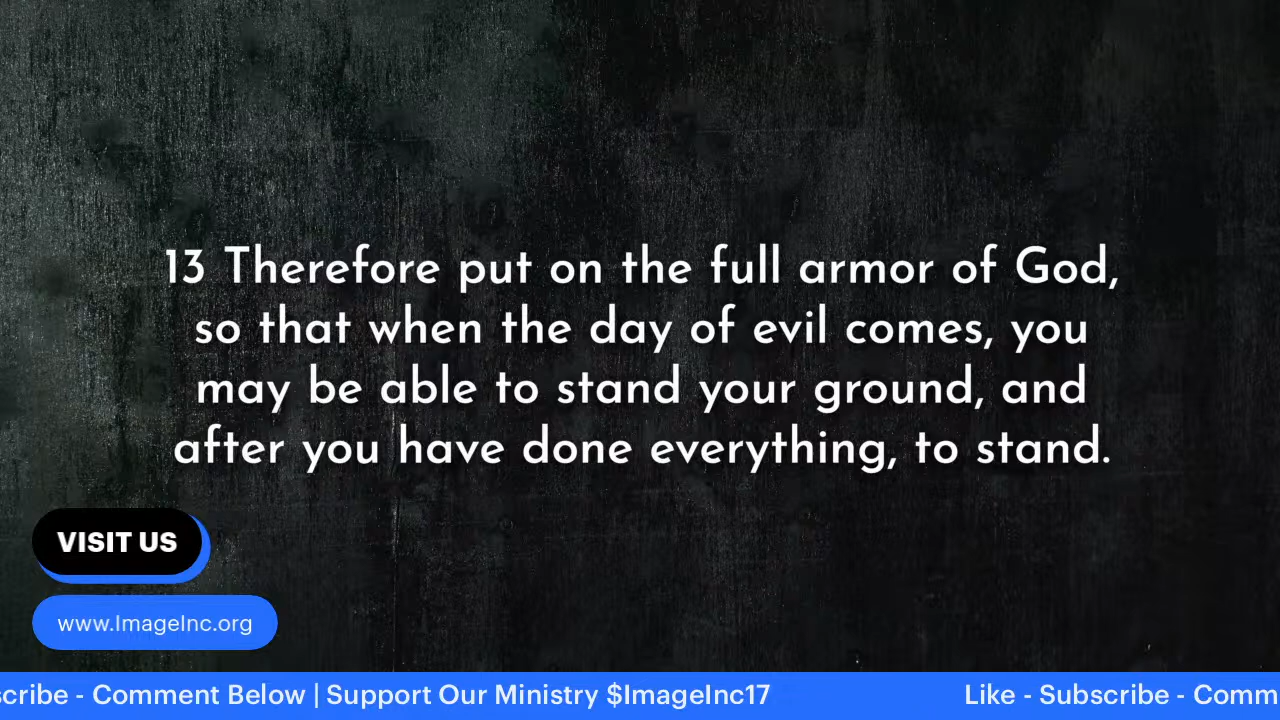 13 Therefore put on the full armor of God,
so that when the day of evil comes, you
may be able to stand your ground, and
after you have done everything, to stand.
VISIT US
www.ImageInc.org
scribe - Comment Below | Support Our Ministry $ImageInc17 Like - Subscribe - Comm